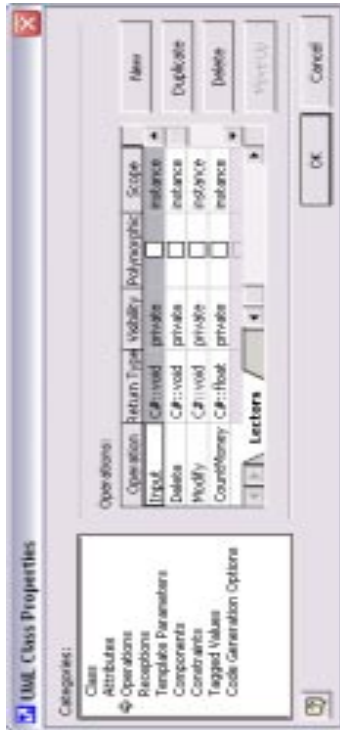 UML Class Properties
Categories:
Class
Attributes
Operations
Receptions
Template Parameters
Components
Constraints
Tagged Values
Code Generation Options
Operations:
Operation Return Type Visibility Polymorphic Scope
Input C#::void private instance
Delete C#::void private instance
Modify C#::void private instance
CountMoney C#::float private instance
Lectors
New
Duplicate
Delete
Move Up
OK
Cancel